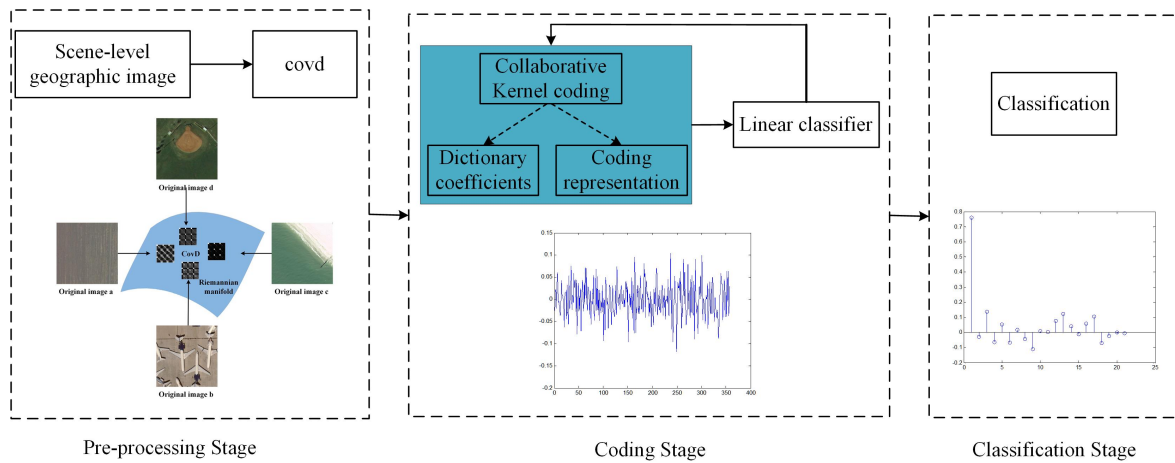 Scene-level
geographic image
covd
Original image d
CovD
Riemannian
manifold
Original image a
Original image c
Original image b
Pre-processing Stage
Collaborative
Kernel coding
Dictionary
coefficients
Coding
representation
Linear classifier
0.15
0.1
0.05
0
-0.05
-0.1
-0.15
-0.2
0 50 100 150 200 250 300 350 400
Coding Stage
Classification
0.8
0.7
0.6
0.5
0.4
0.3
0.2
0.1
0
-0.1
-0.2
0 5 10 15 20 25
Classification Stage